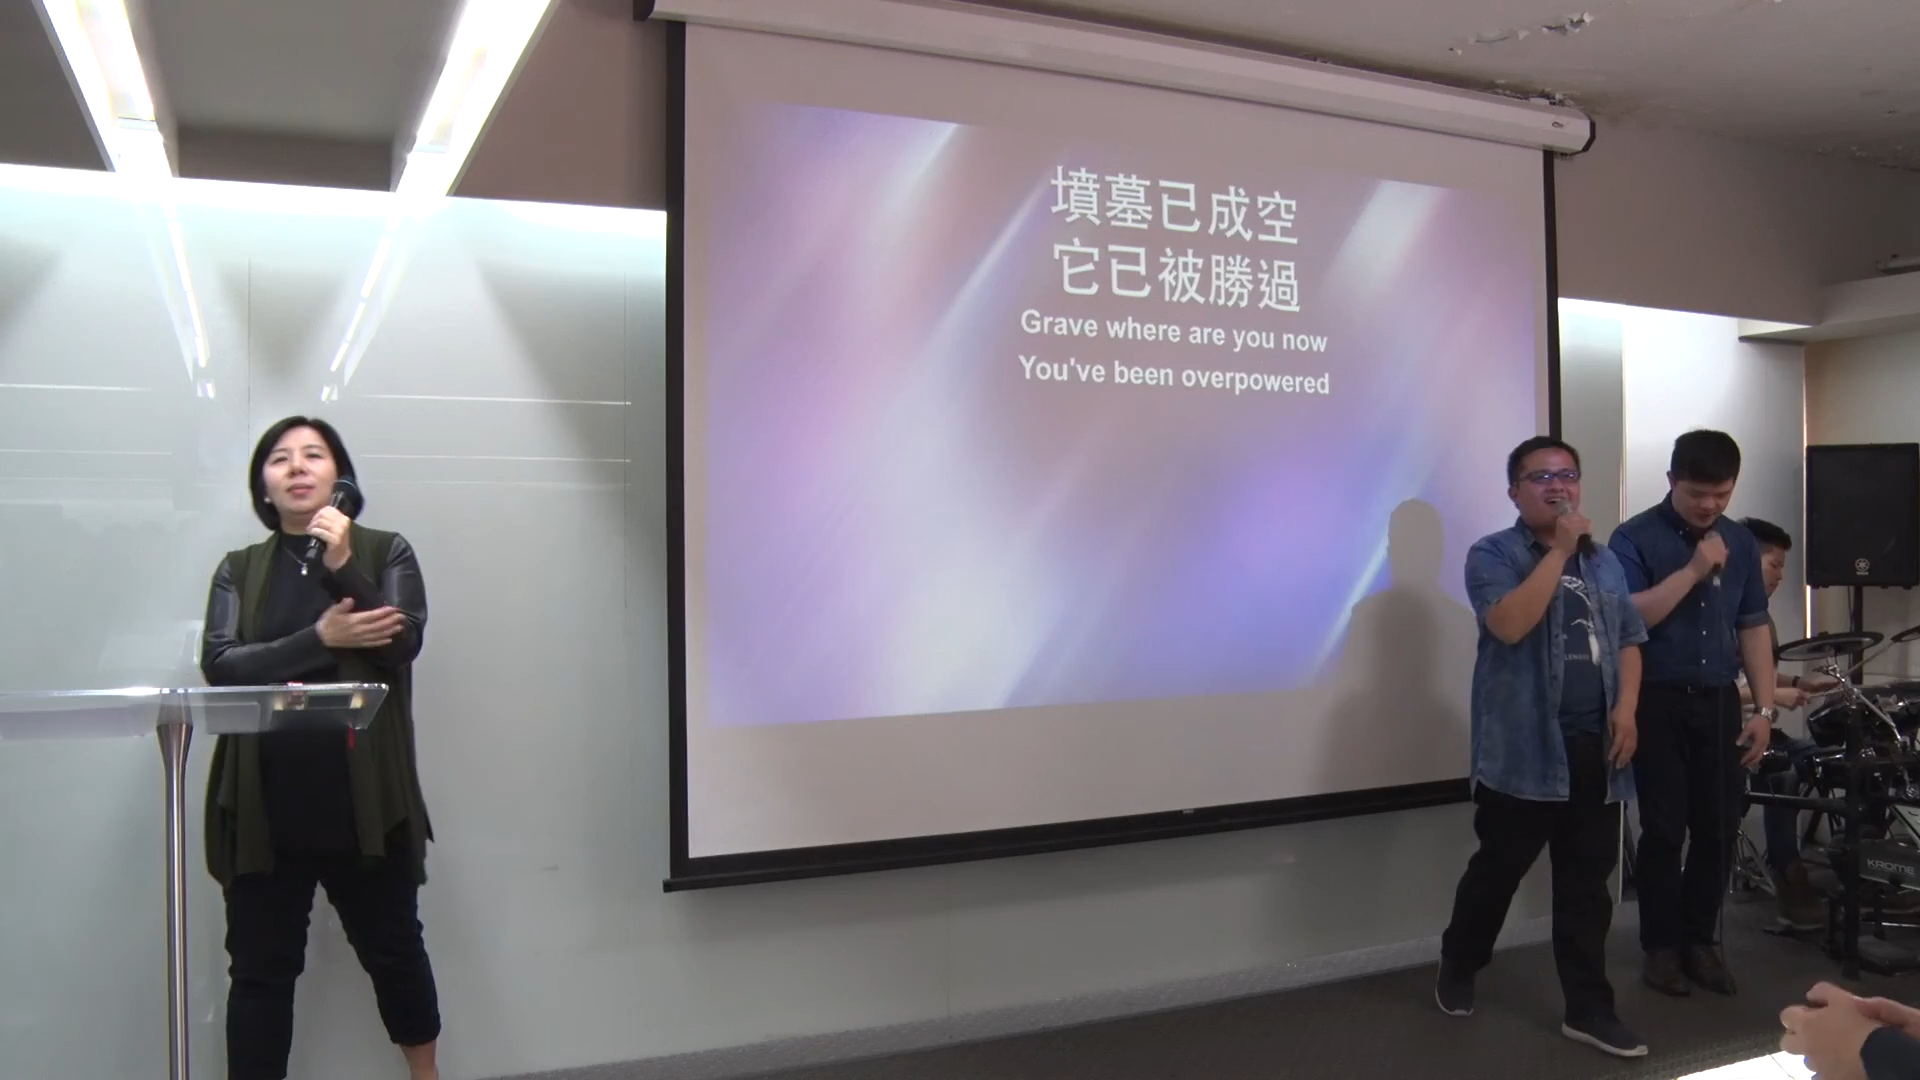 墳墓已成空
它已被勝過
Grave where are you now
You've been overpowered
KROME